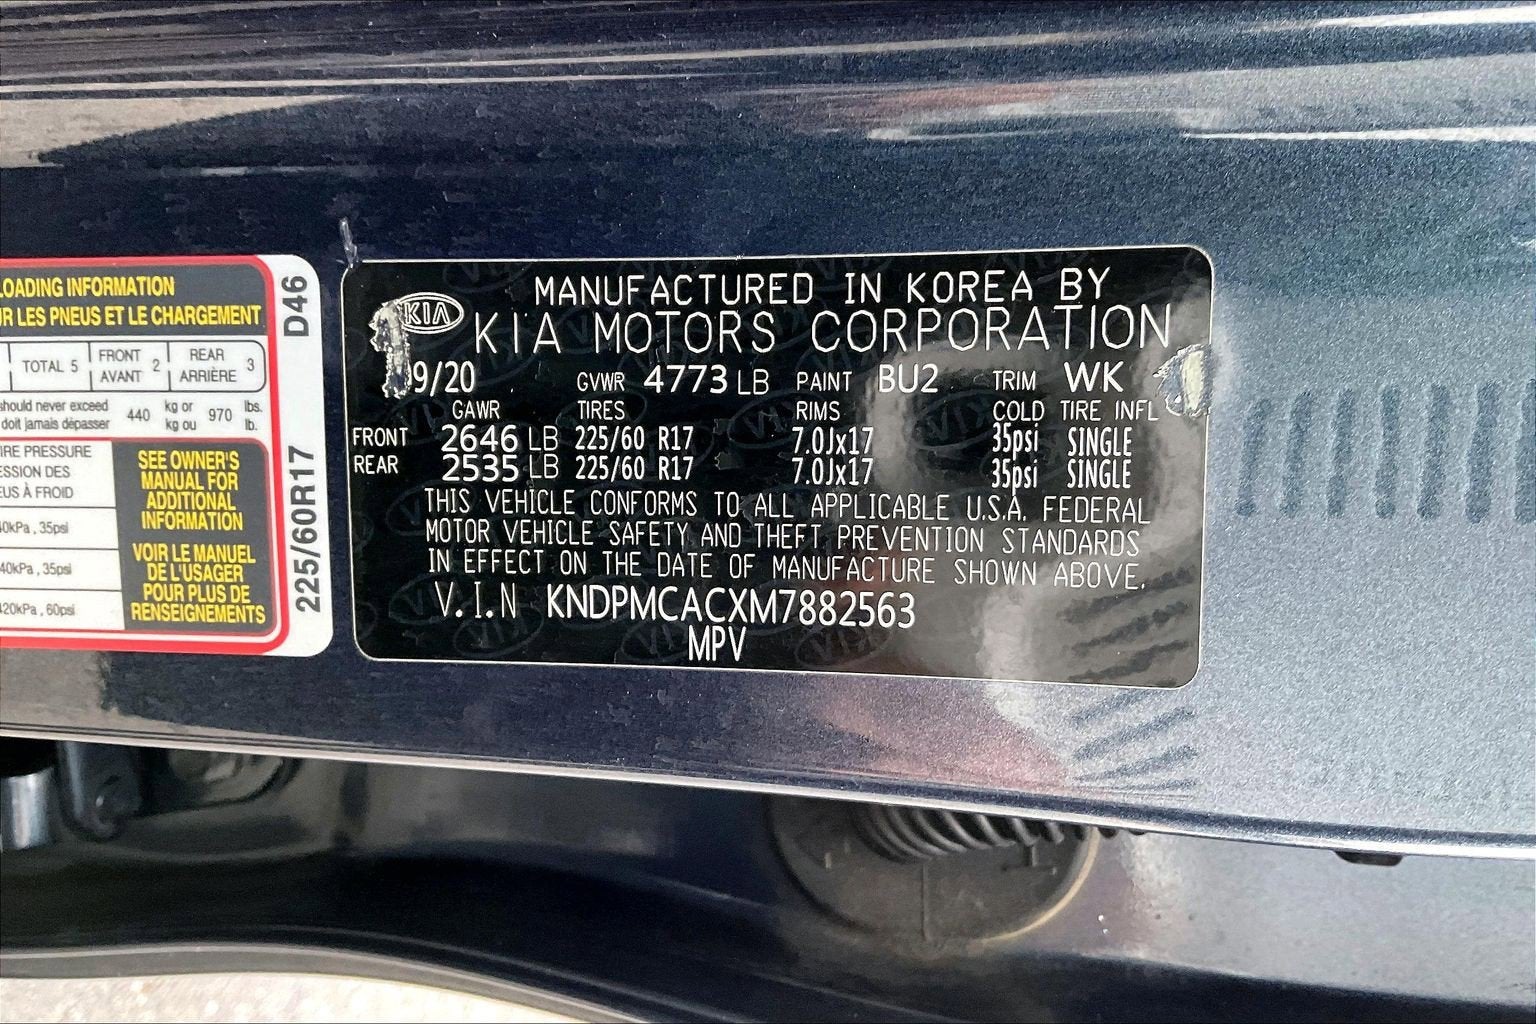 LOADING INFORMATION
UR LES PNEUS ET LE CHARGEMENT
TOTAL 5 FRONT AVANT 2 REAR ARRIÈRE 3
should never exceed 440 kg or 970 lbs.
doit jamais dépasser kg ou lb.
IRE PRESSURE
ESSION DES
EUS À FROID
40kPa , 35psi
40kPa , 35psi
420kPa , 60psi
SEE OWNER'S
MANUAL FOR
ADDITIONAL
INFORMATION
VOIR LE MANUEL
DE L'USAGER
POUR PLUS DE
RENSEIGNEMENTS
D46
225/60R17
KIA
MANUFACTURED IN KOREA BY
KIA MOTORS CORPORATION
9/20 GVWR 4773 LB PAINT BU2 TRIM WK
GAWR TIRES RIMS COLD TIRE INFL
FRONT 2646 LB 225/60 R17 7.0Jx17 35psi SINGLE
REAR 2535 LB 225/60 R17 7.0Jx17 35psi SINGLE
THIS VEHICLE CONFORMS TO ALL APPLICABLE U.S.A. FEDERAL
MOTOR VEHICLE SAFETY AND THEFT PREVENTION STANDARDS
IN EFFECT ON THE DATE OF MANUFACTURE SHOWN ABOVE.
V.I.N KNDPMCACXM7882563
MPV